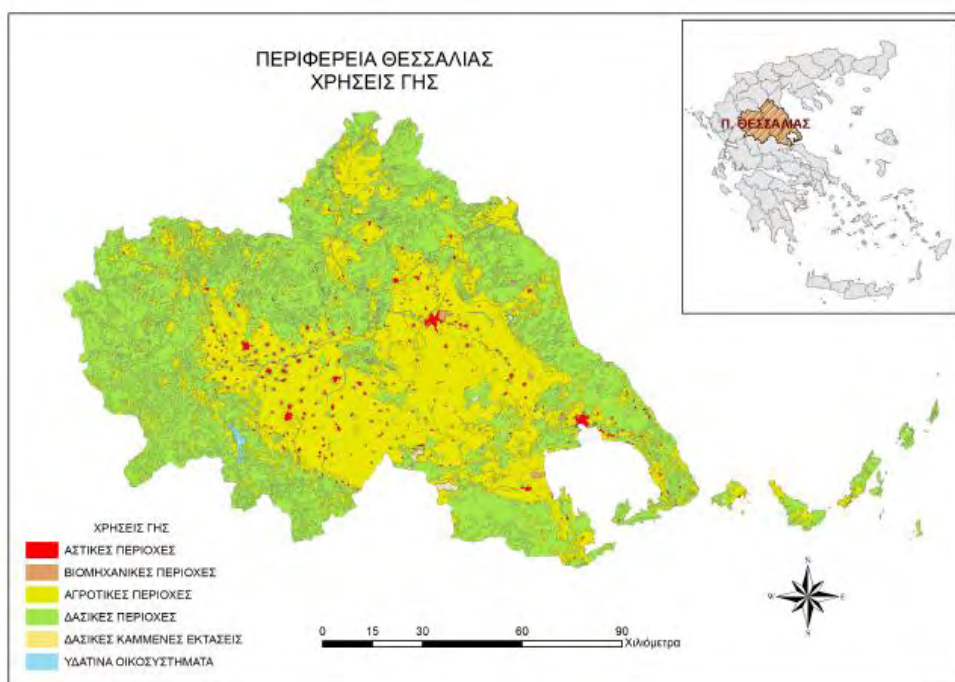 ΠΕΡΙΦΕΡΕΙΑ ΘΕΣΣΑΛΙΑΣ
ΧΡΗΣΕΙΣ ΓΗΣ
Π. ΘΕΣΣΑΛΙΑΣ
ΧΡΗΣΕΙΣ ΓΗΣ
ΑΣΤΙΚΕΣ ΠΕΡΙΟΧΕΣ
ΒΙΟΜΗΧΑΝΙΚΕΣ ΠΕΡΙΟΧΕΣ
ΑΓΡΟΤΙΚΕΣ ΠΕΡΙΟΧΕΣ
ΔΑΣΙΚΕΣ ΠΕΡΙΟΧΕΣ
ΔΑΣΙΚΕΣ ΚΑΜΜΕΝΕΣ ΕΚΤΑΣΕΙΣ
ΥΔΑΤΙΝΑ ΟΙΚΟΣΥΣΤΗΜΑΤΑ
0 15 30 60 90
Χιλιόμετρα
N
W E
S